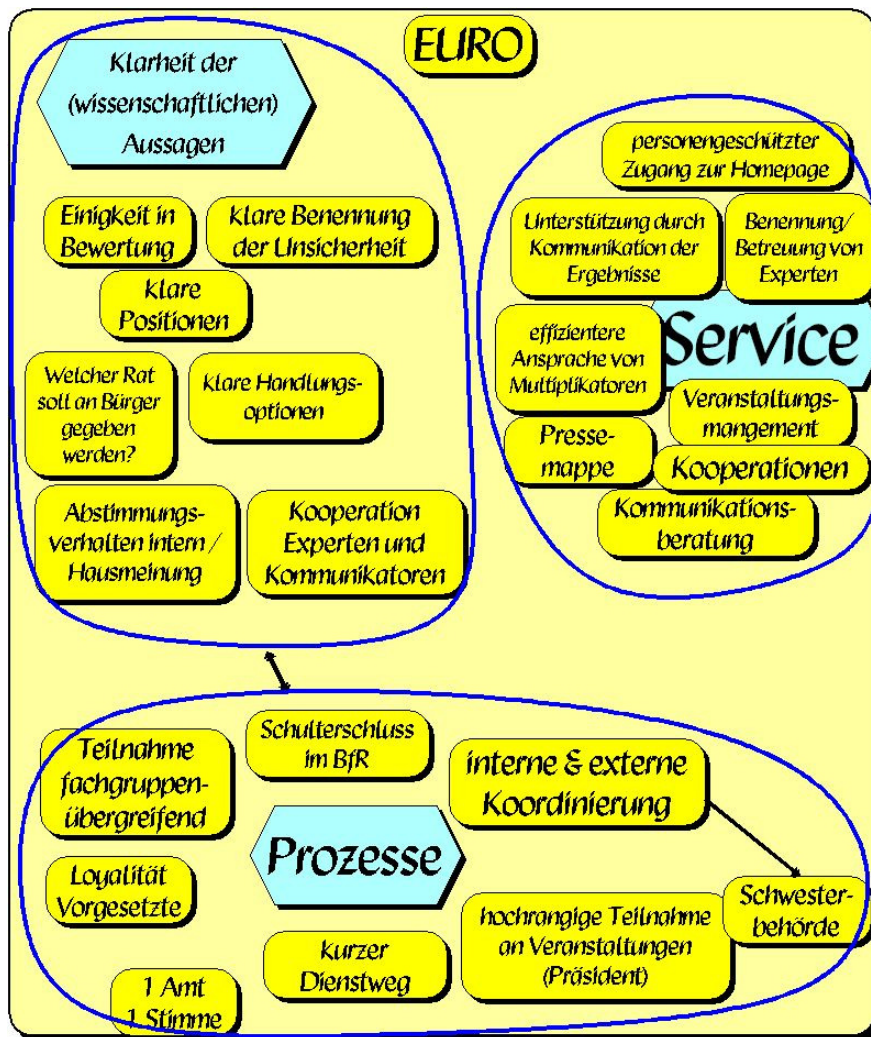 EURO
Klarheit der
(wissenschaftlichen)
Aussagen
Einigkeit in
Bewertung
klare Benennung
der Unsicherheit
klare
Positionen
Welcher Rat
soll an Bürger
gegeben
werden?
klare Handlungs-
optionen
Abstimmungs-
verhalten intern /
Hausmeinung
Kooperation
Experten und
Kommunikatoren
personengeschützter
Zugang zur Homepage
Unterstützung durch
Kommunikation der
Ergebnisse
Benennung/
Betreuung von
Experten
Service
effizientere
Ansprache von
Multiplikatoren
Veranstaltungs-
mangement
Presse-
mappe
Kooperationen
Kommunikations-
beratung
Teilnahme
fachgruppen-
übergreifend
Schulterschluss
im BfR
interne & externe
Koordinierung
Prozesse
Loyalität
Vorgesetzte
Schwester-
behörde
hochrangige Teilnahme
an Veranstaltungen
(Präsident)
kurzer
Dienstweg
1 Amt
1 Stimme